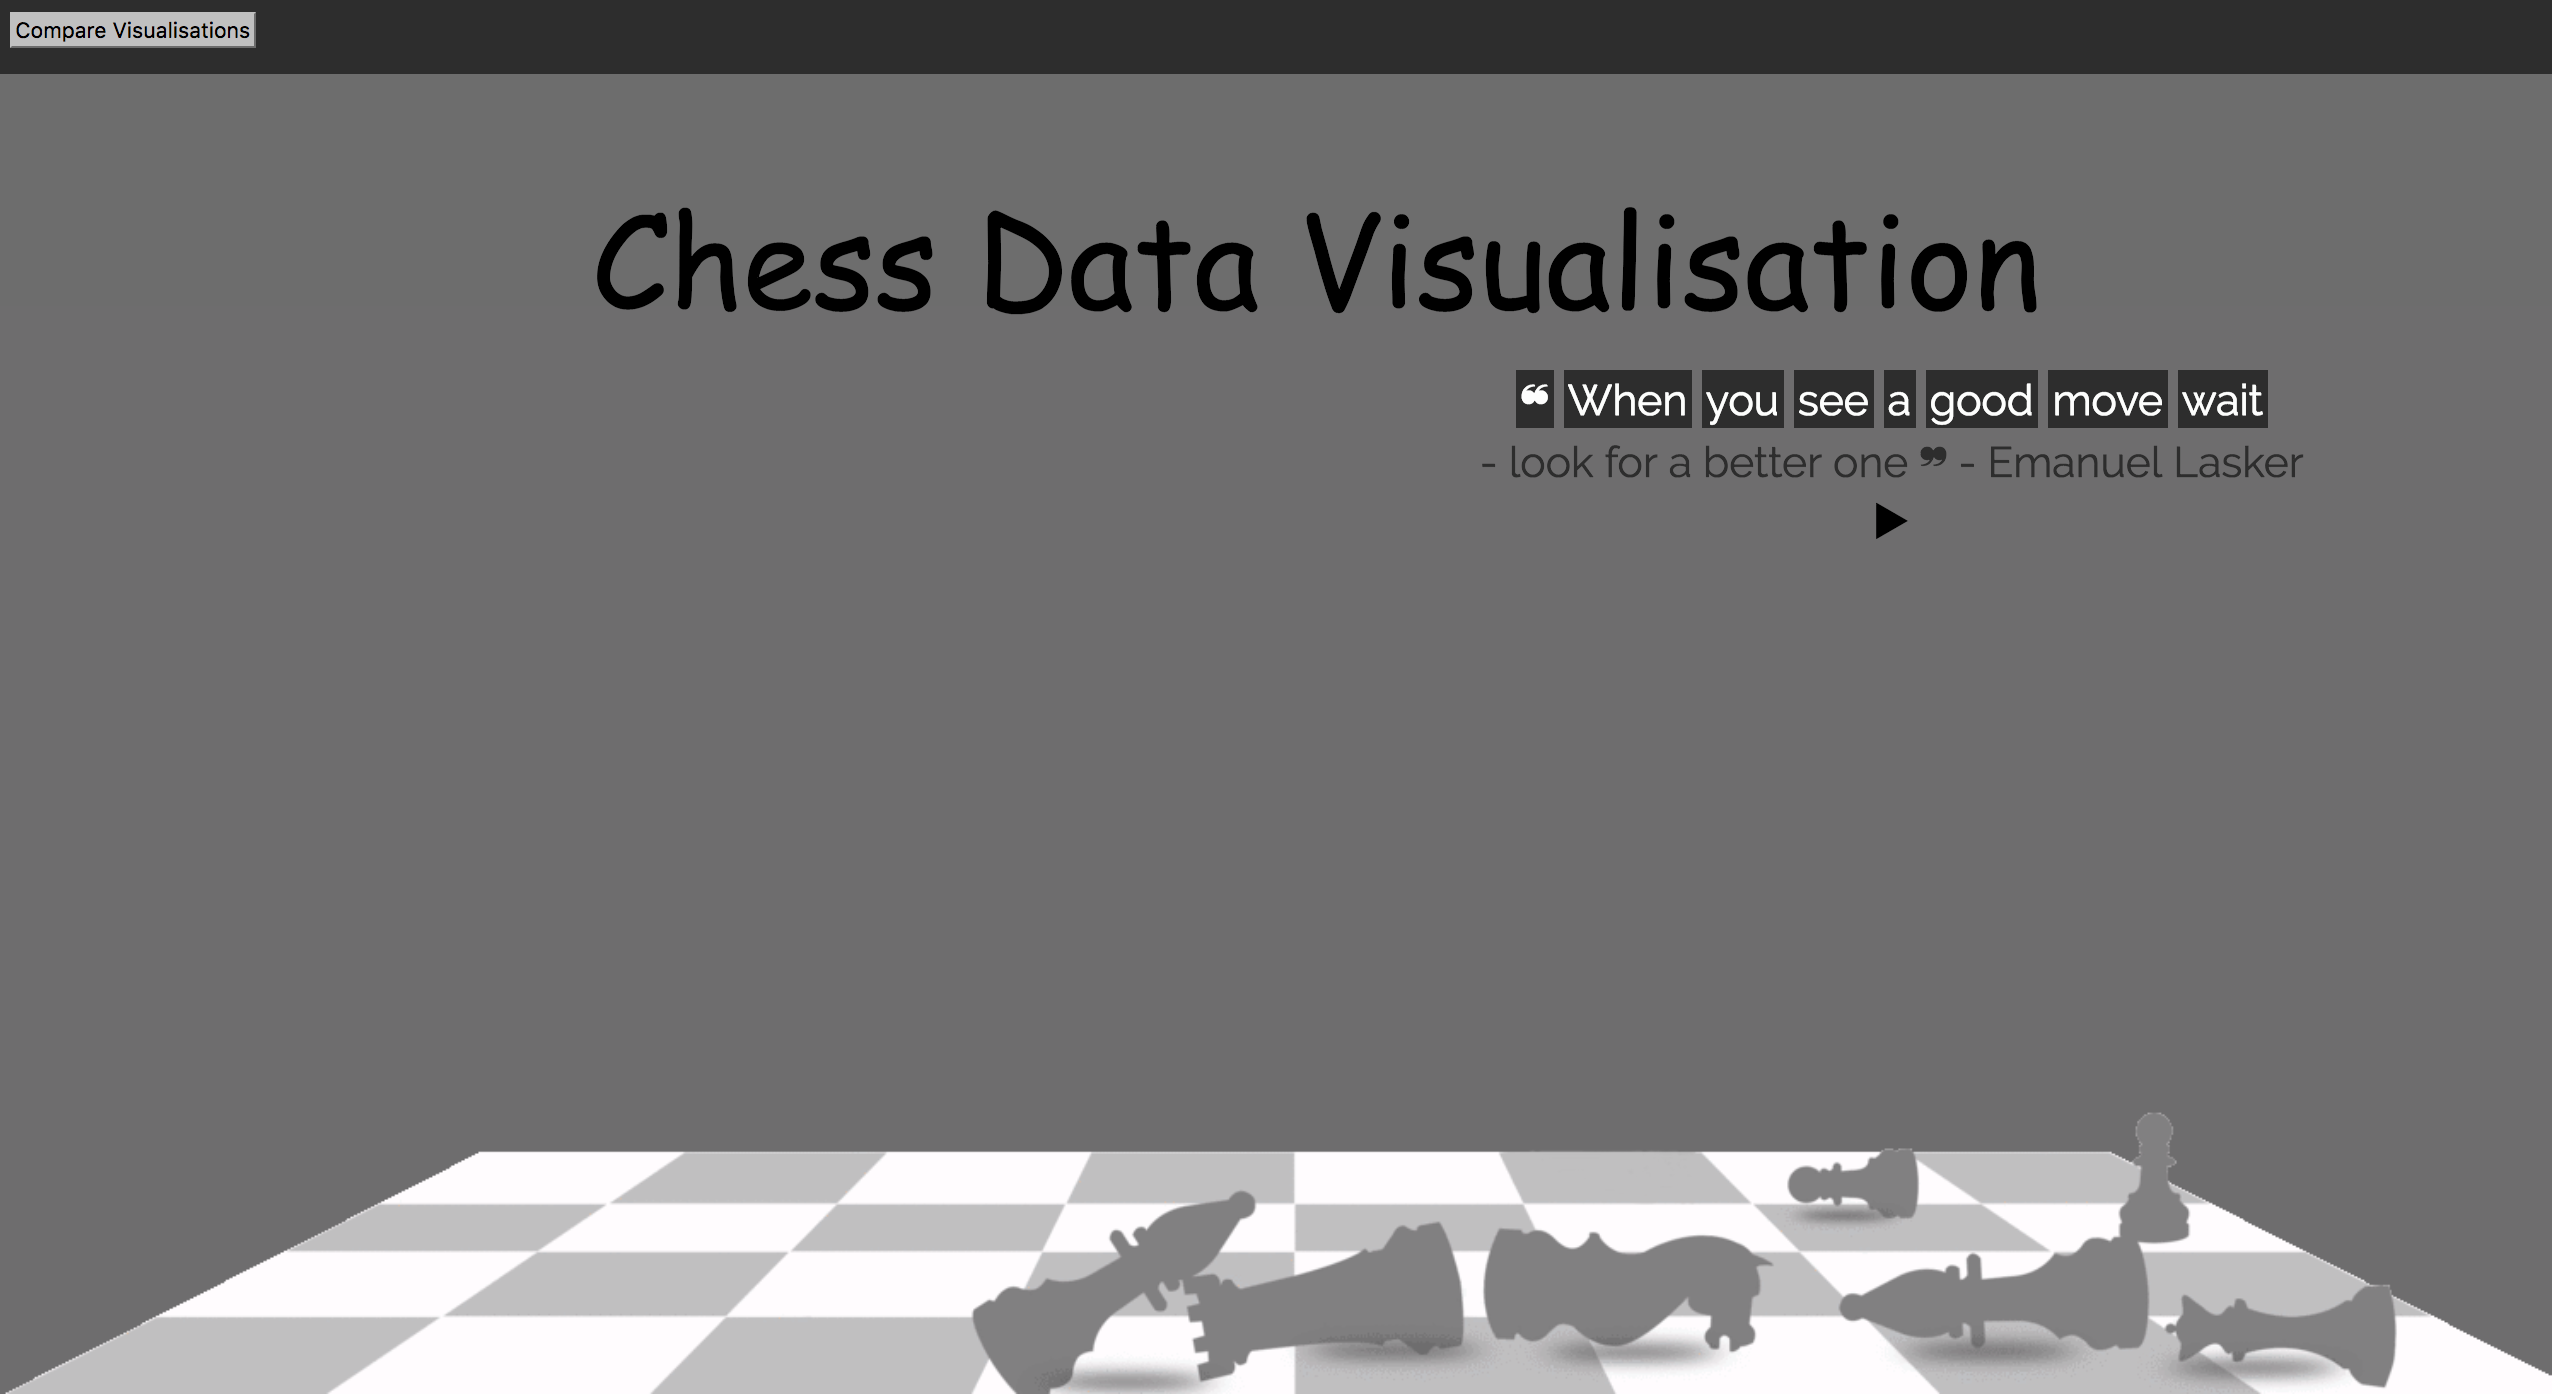 Compare Visualisations
Chess Data Visualisation
❝ When you see a good move wait
- look for a better one ❞ - Emanuel Lasker